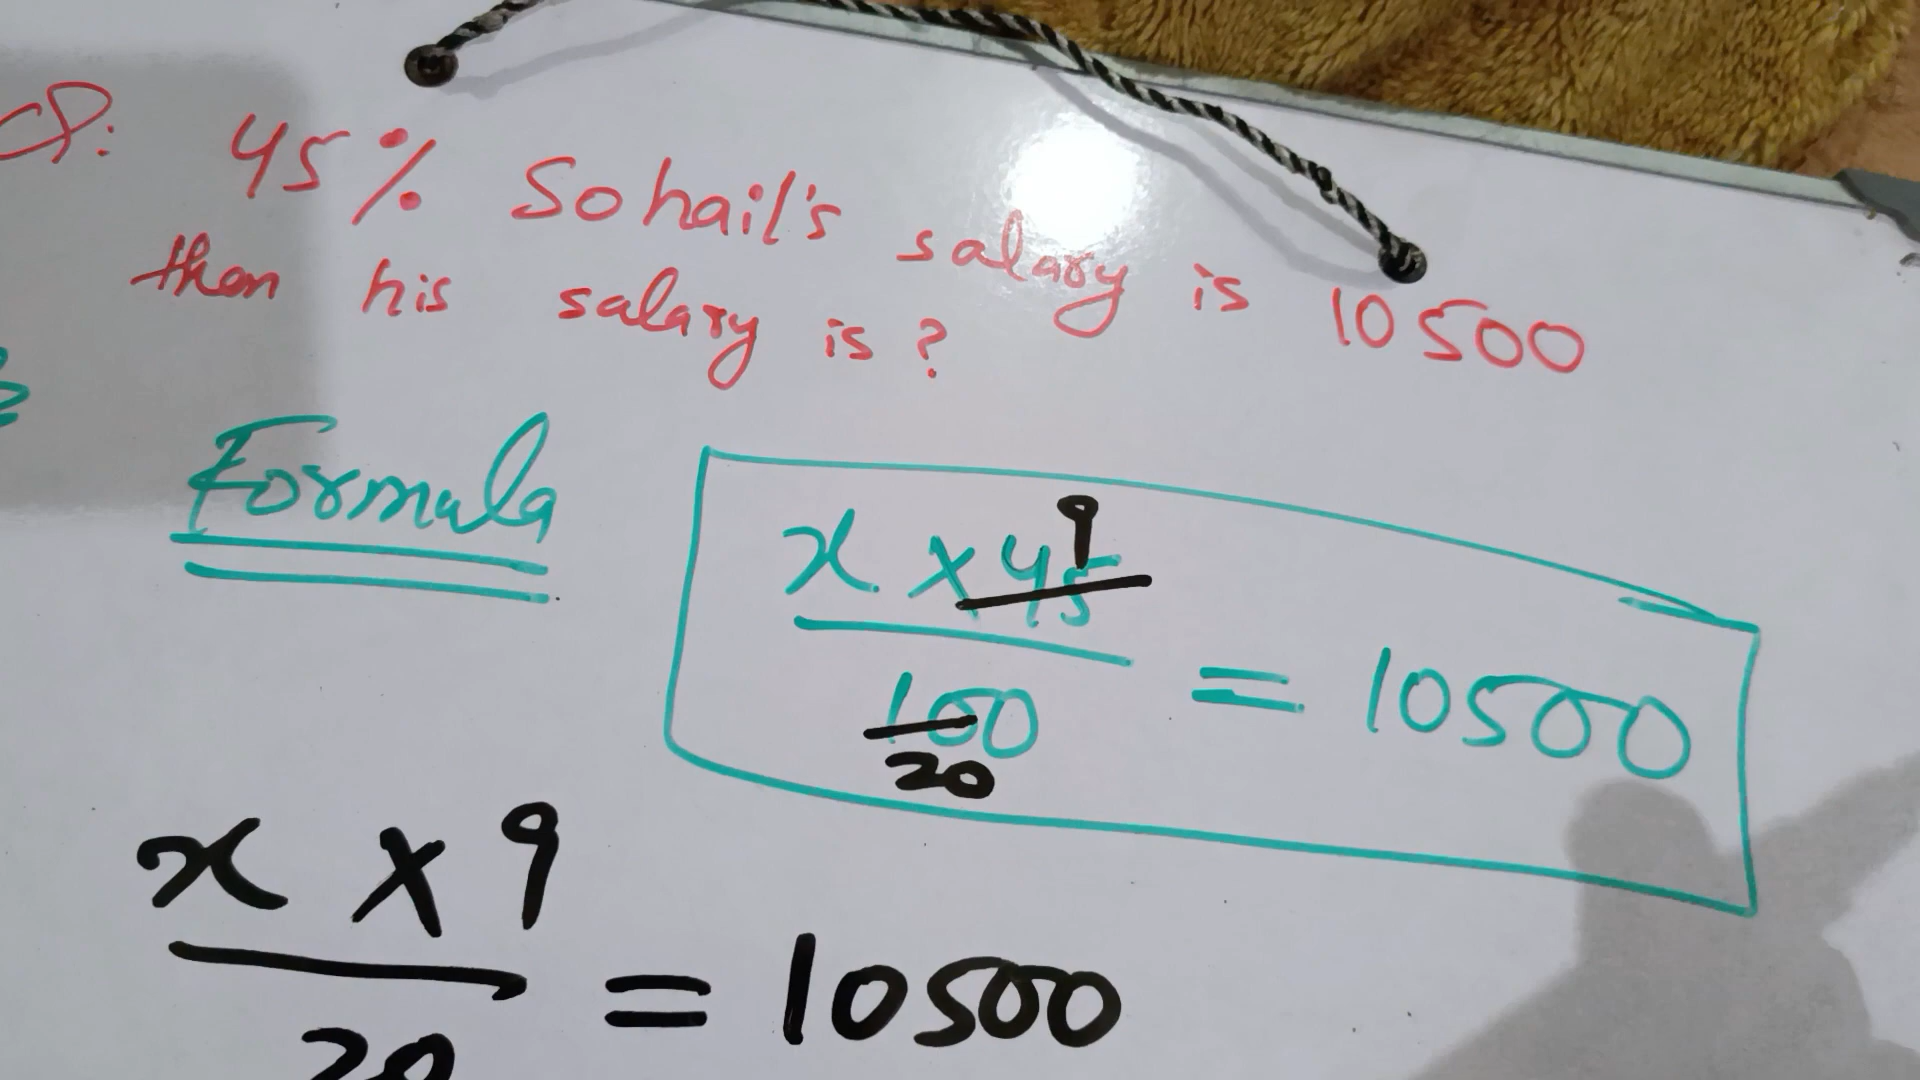 Q: 45% Sohail's salary is 10500
then his salary is?
Formula
x × 45 9
100 = 10500
20
x × 9
20 = 10500